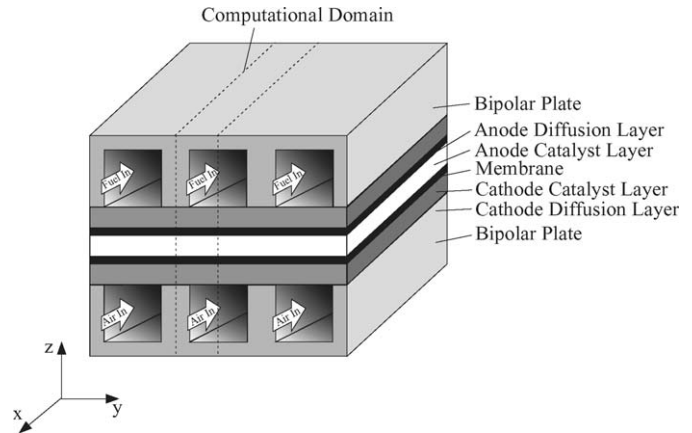 Computational Domain
Bipolar Plate
Anode Diffusion Layer
Anode Catalyst Layer
Membrane
Cathode Catalyst Layer
Cathode Diffusion Layer
Bipolar Plate
Fuel In
Fuel In
Fuel In
Air In
Air In
Air In
z
y
x